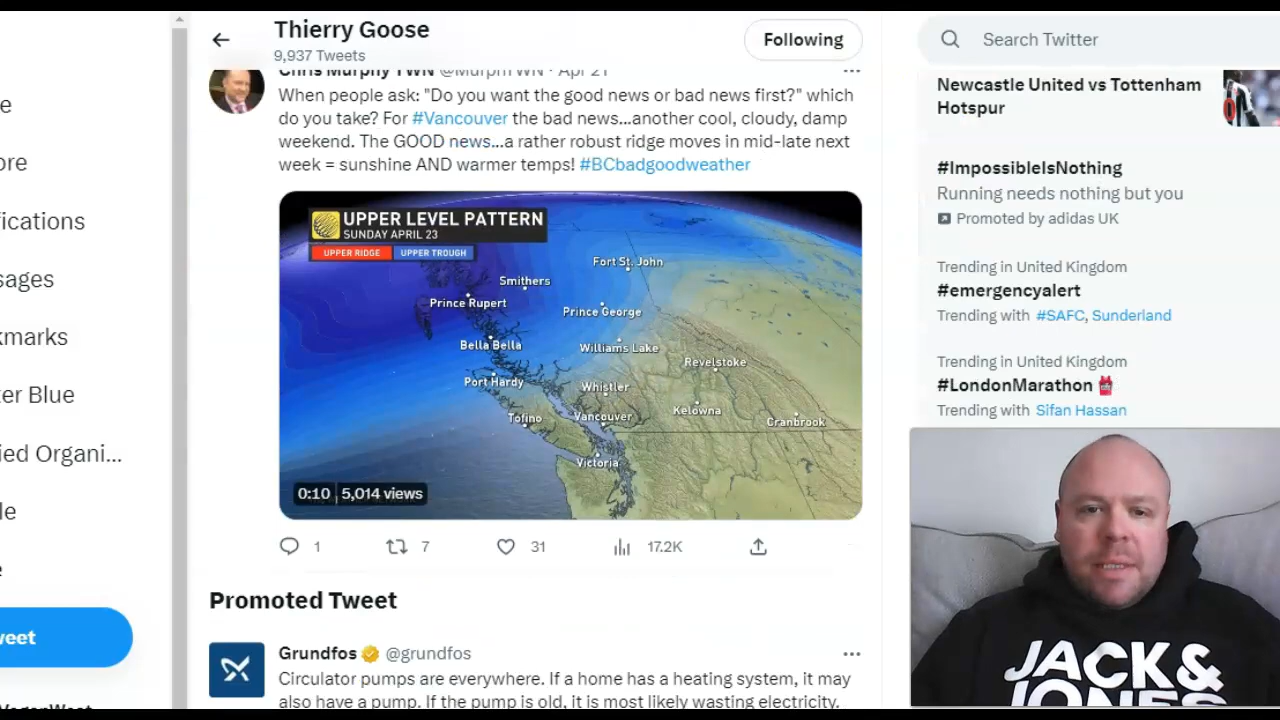 Thierry Goose
9,937 Tweets
Following
Search Twitter
e
ore
fications
sages
kmarks
er Blue
ied Organi...
le
e
weet
Chris Murphy TWN @MurphTWN · Apr 21
When people ask: "Do you want the good news or bad news first?" which
do you take? For #Vancouver the bad news...another cool, cloudy, damp
weekend. The GOOD news...a rather robust ridge moves in mid-late next
week = sunshine AND warmer temps! #BCbadgoodweather
UPPER LEVEL PATTERN
SUNDAY APRIL 23
UPPER RIDGE UPPER TROUGH
Fort St. John
Smithers
Prince Rupert
Prince George
Bella Bella
Williams Lake
Revelstoke
Port Hardy
Whistler
Kelowna
Tofino
Vancouver
Cranbrook
Victoria
0:10 5,014 views
1 7 31 17.2K
Promoted Tweet
Grundfos @grundfos
Circulator pumps are everywhere. If a home has a heating system, it may
also have a pump. If the pump is old, it is most likely wasting electricity.
Newcastle United vs Tottenham
Hotspur
#ImpossibleIsNothing
Running needs nothing but you
Promoted by adidas UK
Trending in United Kingdom
#emergencyalert
Trending with #SAFC, Sunderland
Trending in United Kingdom
#LondonMarathon
Trending with Sifan Hassan
JACK&
JONES